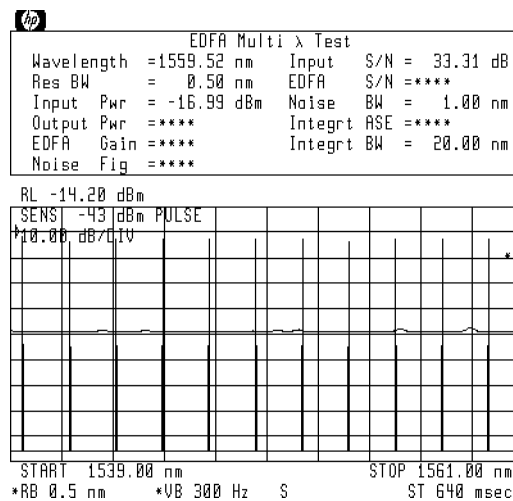 hp
EDFA Multi λ Test
Wavelength =1559.52 nm Input S/N = 33.31 dB
Res BW = 0.50 nm EDFA S/N =****
Input Pwr = -16.99 dBm Noise BW = 1.00 nm
Output Pwr =**** Integrt ASE =****
EDFA Gain =**** Integrt BW = 20.00 nm
Noise Fig =****
RL -14.20 dBm
SENS -43 dBm PULSE
10.00 dB/DIV
*
START 1539.00 nm STOP 1561.00 nm
*RB 0.5 nm *VB 300 Hz S ST 640 msec